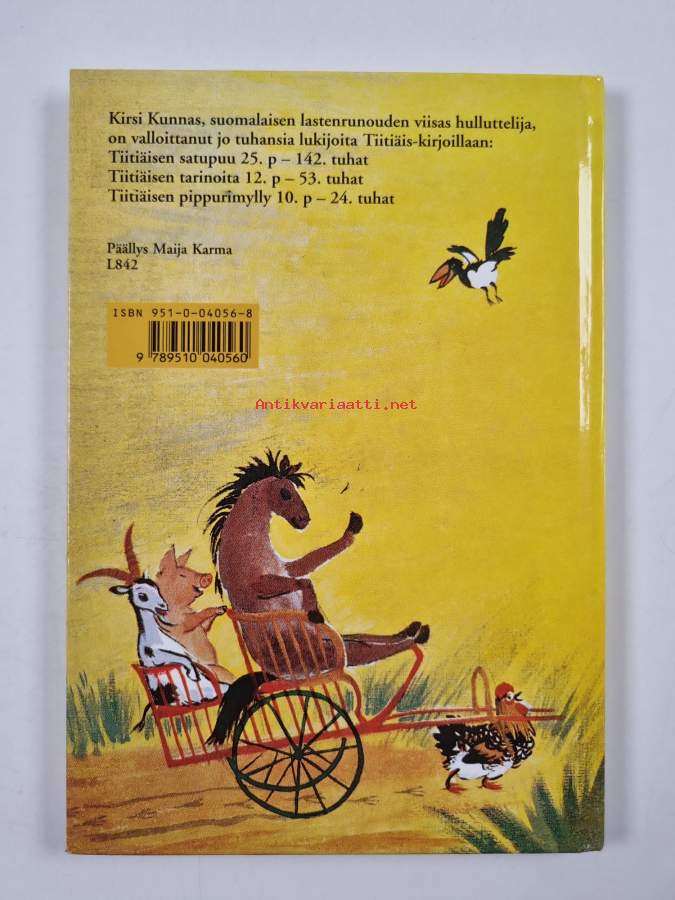 Kirsi Kunnas, suomalaisen lastenrunouden viisas hulluttelija,
on valloittanut jo tuhansia lukijoita Tiitiäis-kirjoillaan:
Tiitiäisen satupuu 25. p – 142. tuhat
Tiitiäisen tarinoita 12. p – 53. tuhat
Tiitiäisen pippurimylly 10. p – 24. tuhat
Päällys Maija Karma
L842
ISBN 951-0-04056-8
9 789510 040560
Antikvariaatti.net